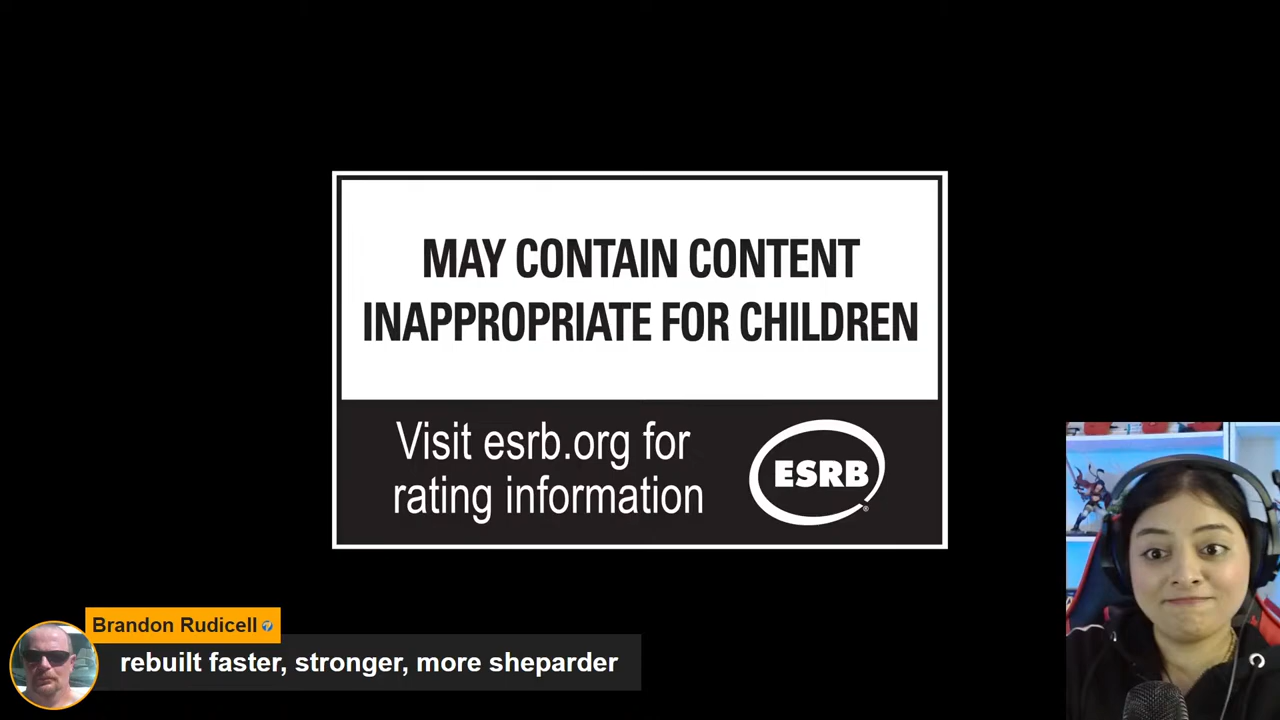 MAY CONTAIN CONTENT
INAPPROPRIATE FOR CHILDREN
Visit esrb.org for
rating information
ESRB
®
Brandon Rudicell
rebuilt faster, stronger, more sheparder